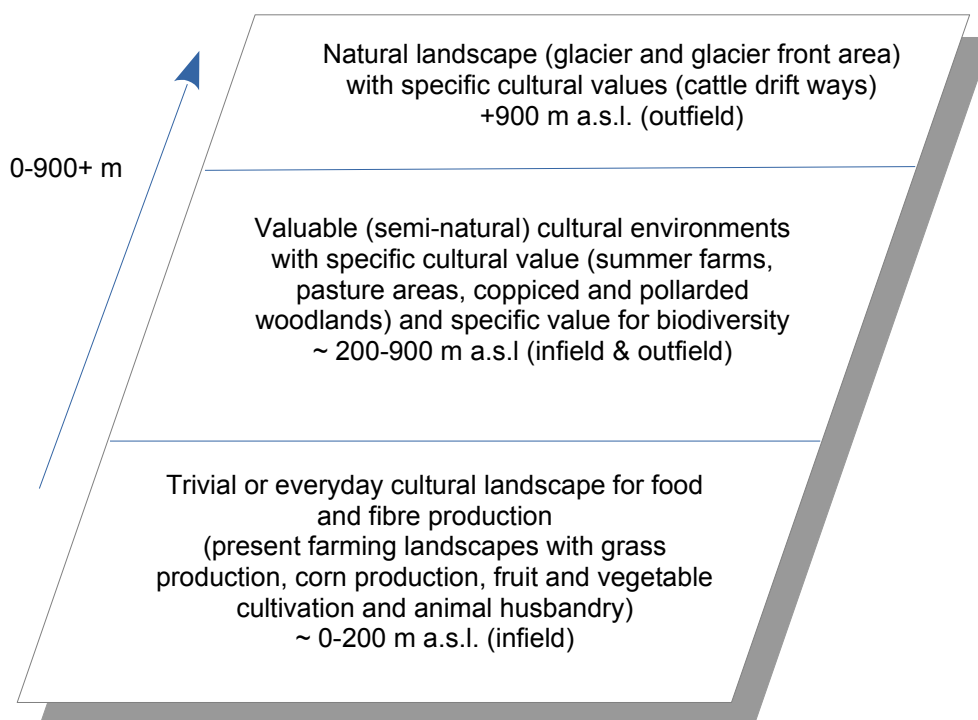 Natural landscape (glacier and glacier front area)
with specific cultural values (cattle drift ways)
+900 m a.s.l. (outfield)
0-900+ m
Valuable (semi-natural) cultural environments
with specific cultural value (summer farms,
pasture areas, coppiced and pollarded
woodlands) and specific value for biodiversity
~ 200-900 m a.s.l (infield & outfield)
Trivial or everyday cultural landscape for food
and fibre production
(present farming landscapes with grass
production, corn production, fruit and vegetable
cultivation and animal husbandry)
~ 0-200 m a.s.l. (infield)